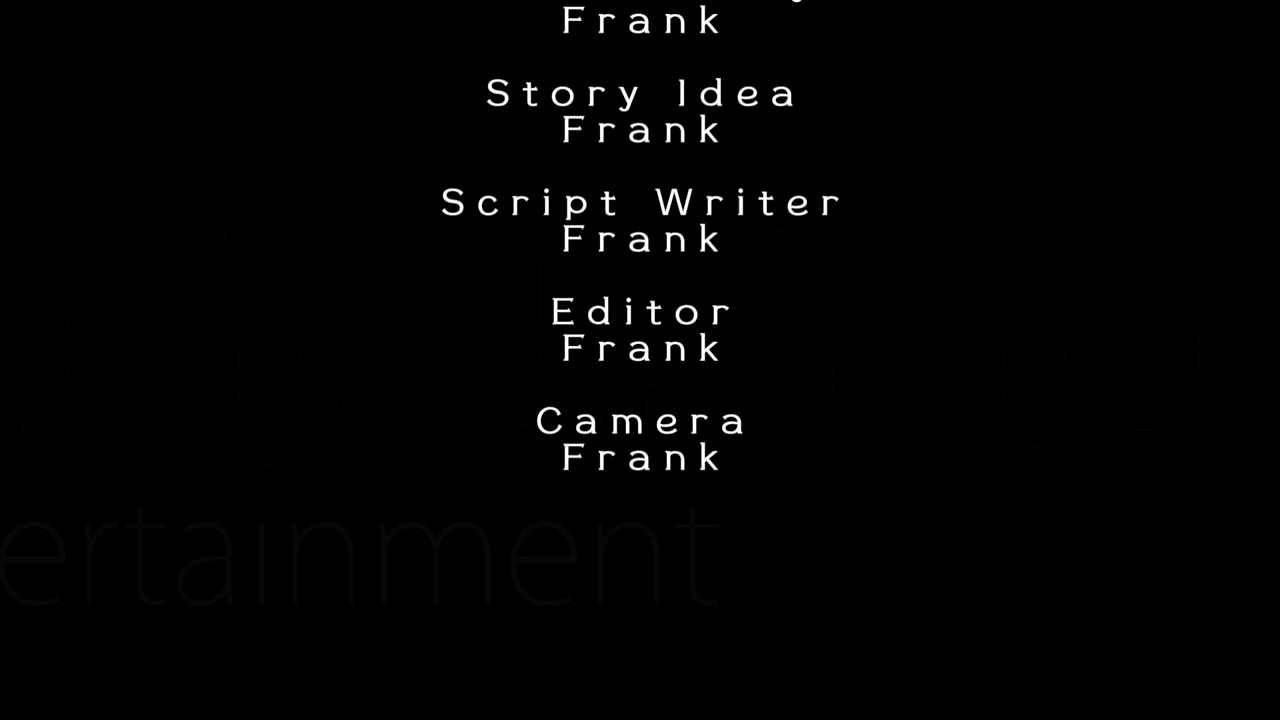 Frank
Story Idea
Frank
Script Writer
Frank
Editor
Frank
Camera
Frank
ertainment